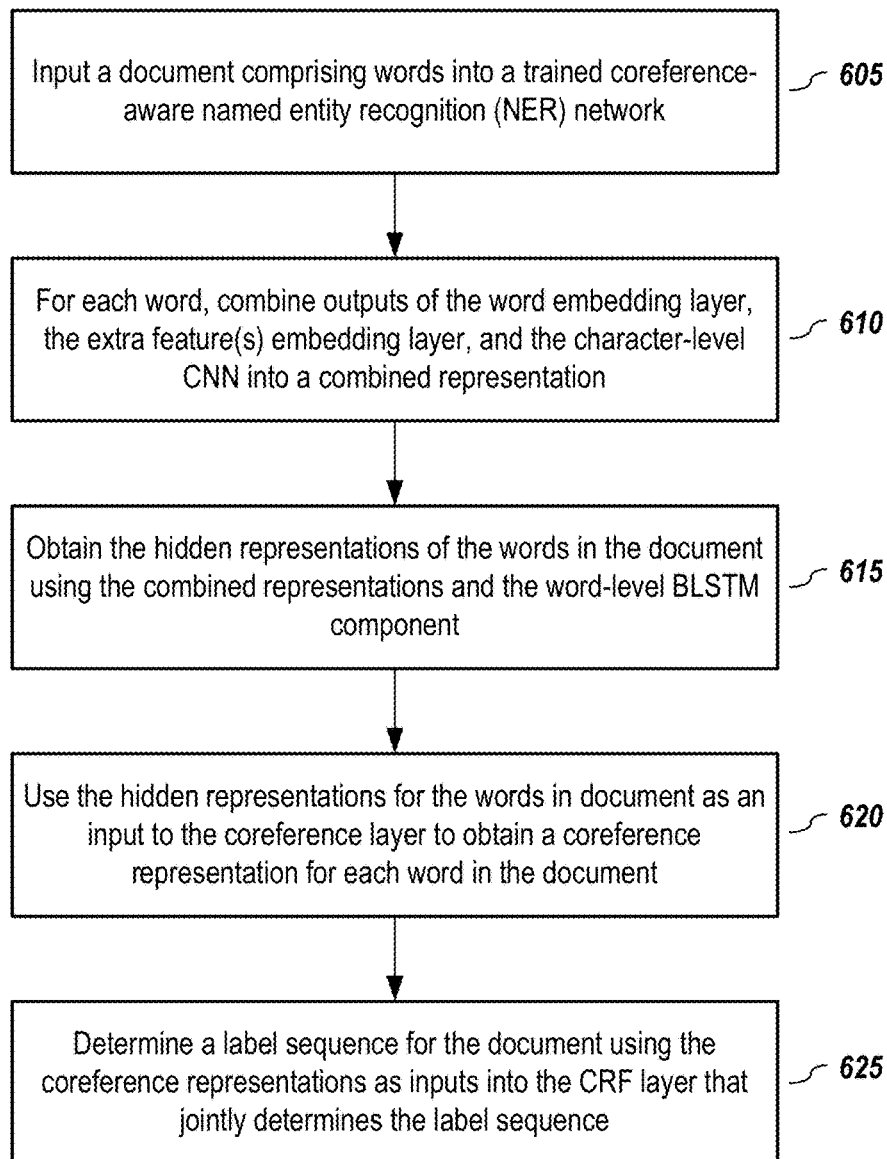 Input a document comprising words into a trained coreference-
aware named entity recognition (NER) network
605
For each word, combine outputs of the word embedding layer,
the extra feature(s) embedding layer, and the character-level
CNN into a combined representation
610
Obtain the hidden representations of the words in the document
using the combined representations and the word-level BLSTM
component
615
Use the hidden representations for the words in document as an
input to the coreference layer to obtain a coreference
representation for each word in the document
620
Determine a label sequence for the document using the
coreference representations as inputs into the CRF layer that
jointly determines the label sequence
625